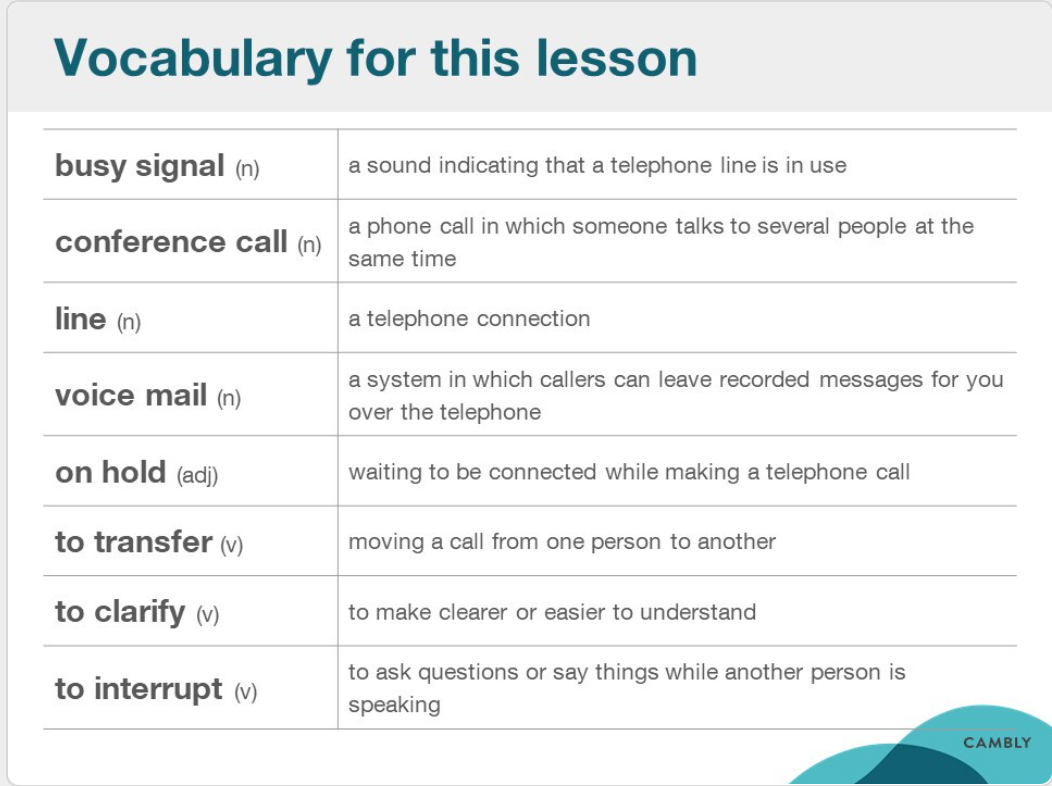 Vocabulary for this lesson
busy signal (n)
a sound indicating that a telephone line is in use
conference call (n)
a phone call in which someone talks to several people at the
same time
line (n)
a telephone connection
voice mail (n)
a system in which callers can leave recorded messages for you
over the telephone
on hold (adj)
waiting to be connected while making a telephone call
to transfer (v)
moving a call from one person to another
to clarify (v)
to make clearer or easier to understand
to interrupt (v)
to ask questions or say things while another person is
speaking
CAMBLY